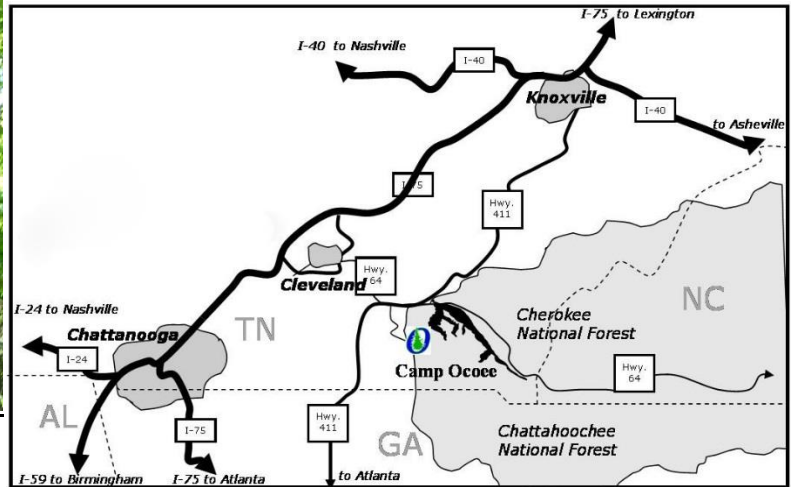 I-75 to Lexington
I-40 to Nashville
I-40
Knoxville
I-40
to Asheville
I-75
Hwy.
411
Hwy.
64
Cleveland
NC
I-24 to Nashville
TN
Chattanooga
Cherokee
National Forest
I-24
Camp Ocoee
Hwy.
64
AL
Hwy.
411
I-75
GA
Chattahoochee
National Forest
I-59 to Birmingham
I-75 to Atlanta
to Atlanta